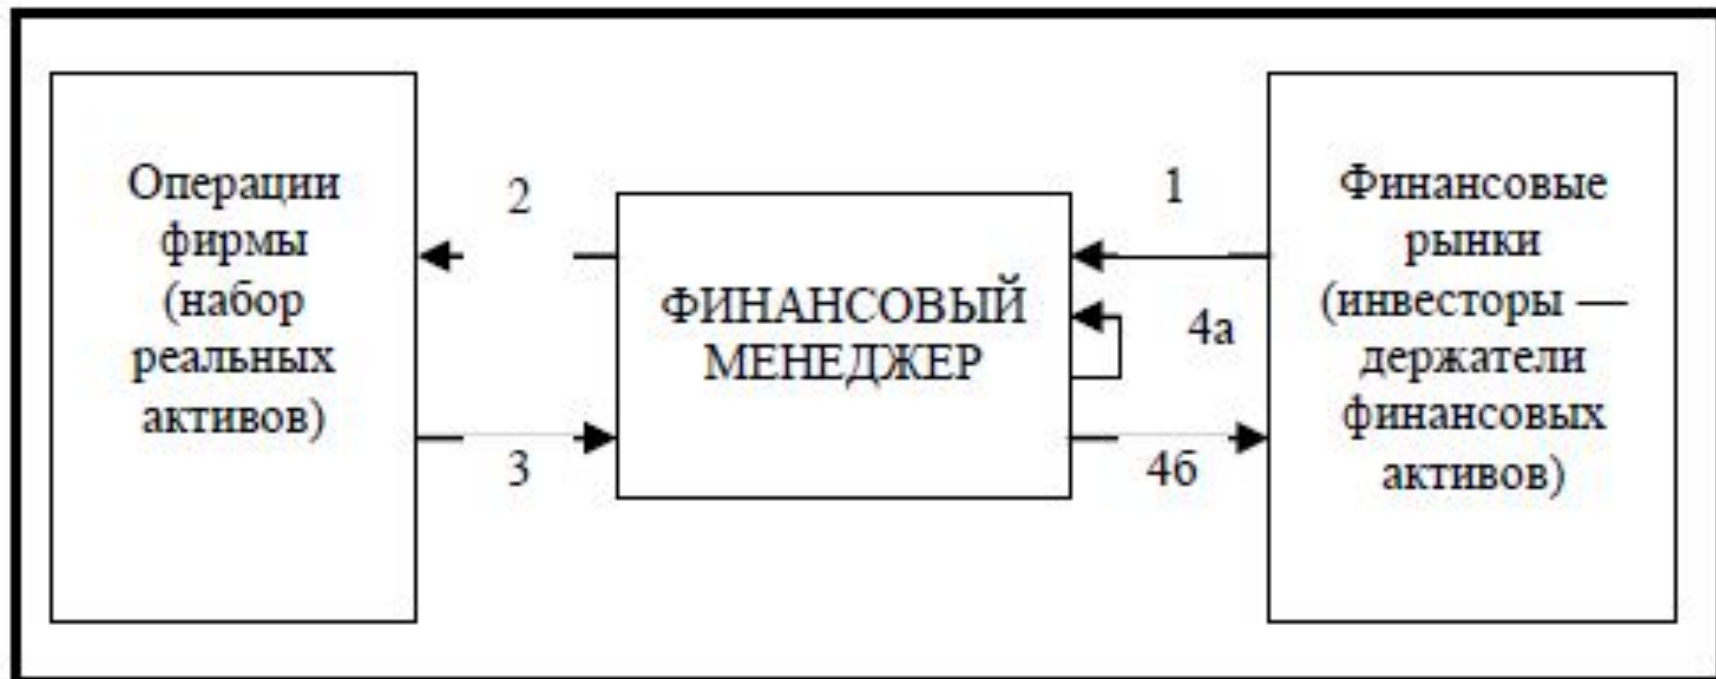 Операции
фирмы
(набор
реальных
активов)
2
3
ФИНАНСОВЫЙ
МЕНЕДЖЕР
1
4а
4б
Финансовые
рынки
(инвесторы —
держатели
финансовых
активов)